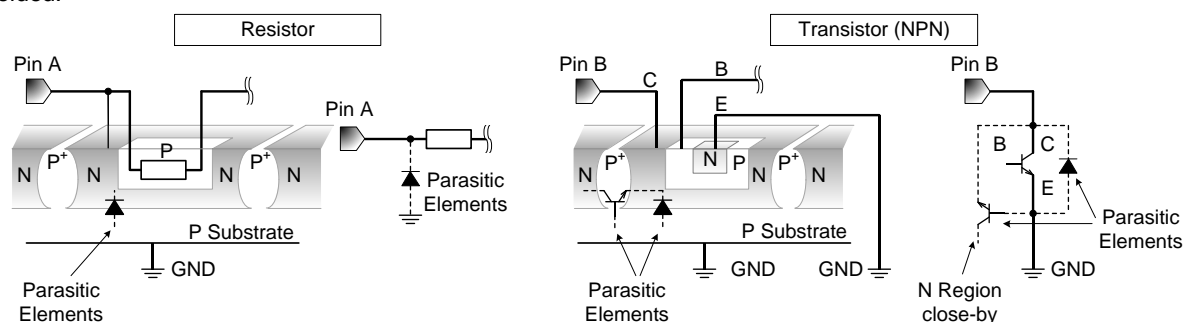 Resistor
Transistor (NPN)
Pin A
Pin A
P
N
P+
N
N
P+
N
Parasitic
Elements
P Substrate
GND
Parasitic
Elements
Pin B
C
B
E
N
P+
N
N
P
N
P+
N
P Substrate
GND
GND
Parasitic
Elements
Pin B
B
C
E
Parasitic
Elements
GND
N Region
close-by